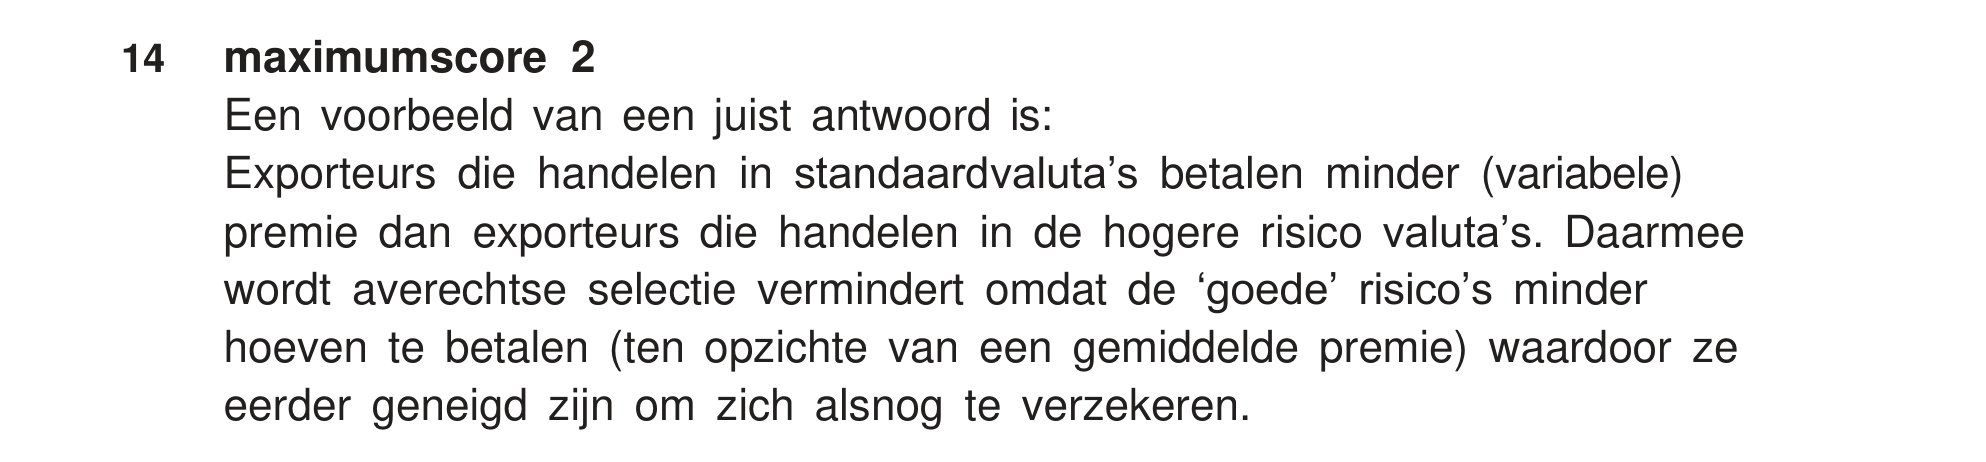 14 maximumscore 2
Een voorbeeld van een juist antwoord is:
Exporteurs die handelen in standaardvaluta’s betalen minder (variabele)
premie dan exporteurs die handelen in de hogere risico valuta’s. Daarmee
wordt averechtse selectie vermindert omdat de ‘goede’ risico’s minder
hoeven te betalen (ten opzichte van een gemiddelde premie) waardoor ze
eerder geneigd zijn om zich alsnog te verzekeren.